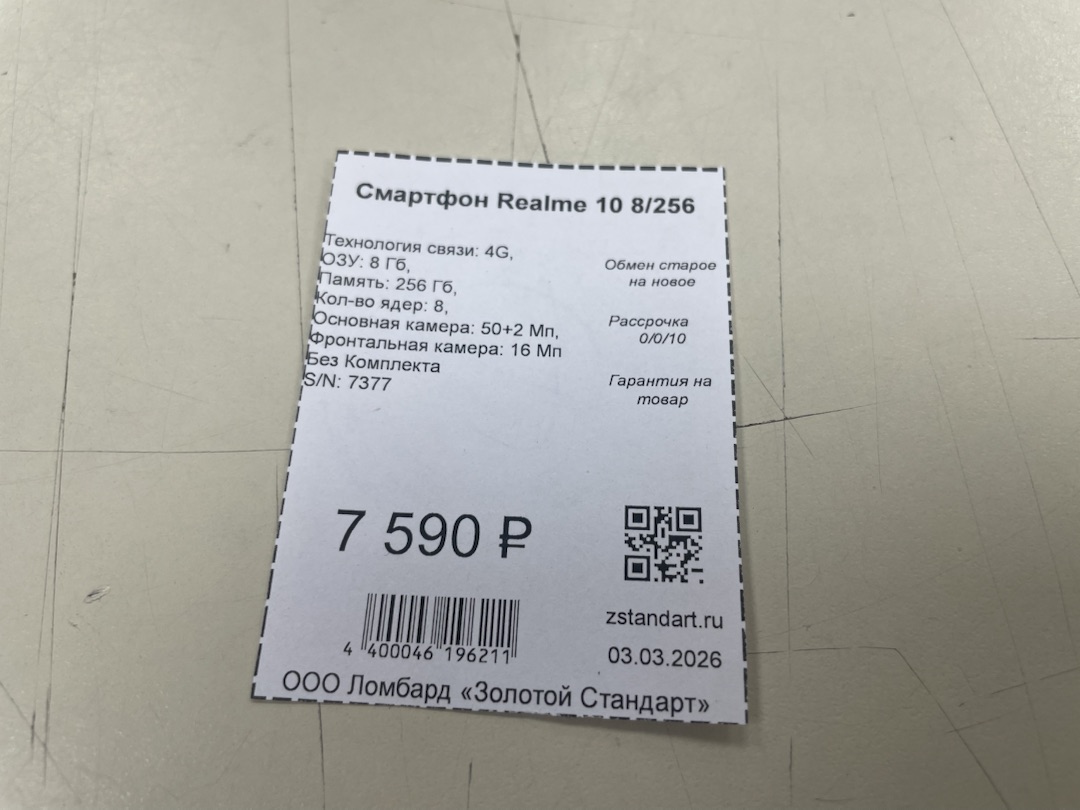 Смартфон Realme 10 8/256
Технология связи: 4G,
ОЗУ: 8 Гб,
Память: 256 Гб,
Кол-во ядер: 8,
Основная камера: 50+2 Мп,
Фронтальная камера: 16 Мп
Без Комплекта
S/N: 7377
Обмен старое
на новое
Рассрочка
0/0/10
Гарантия на
товар
7 590 ₽
4 400046 196211
zstandart.ru
03.03.2026
ООО Ломбард «Золотой Стандарт»